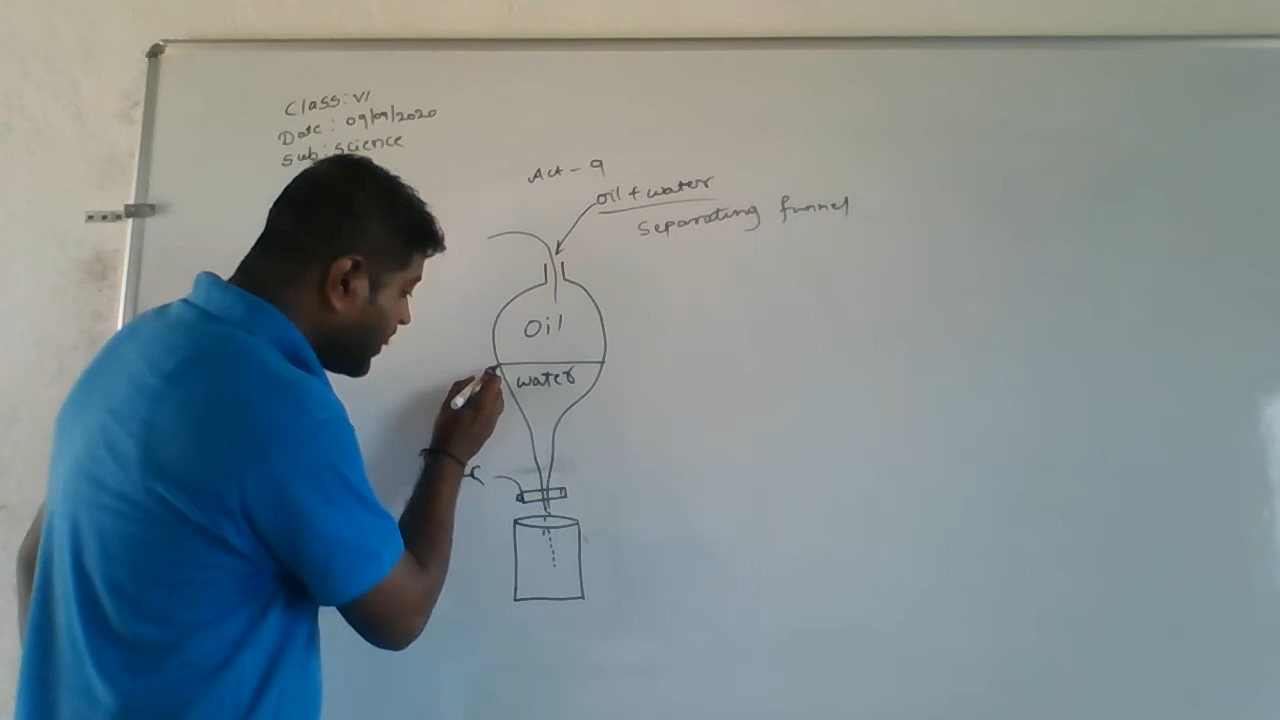 Class: VI
Date: 09/09/2020
Sub: Science
Act - 9
oil + water
Separating funnel
Oil
water